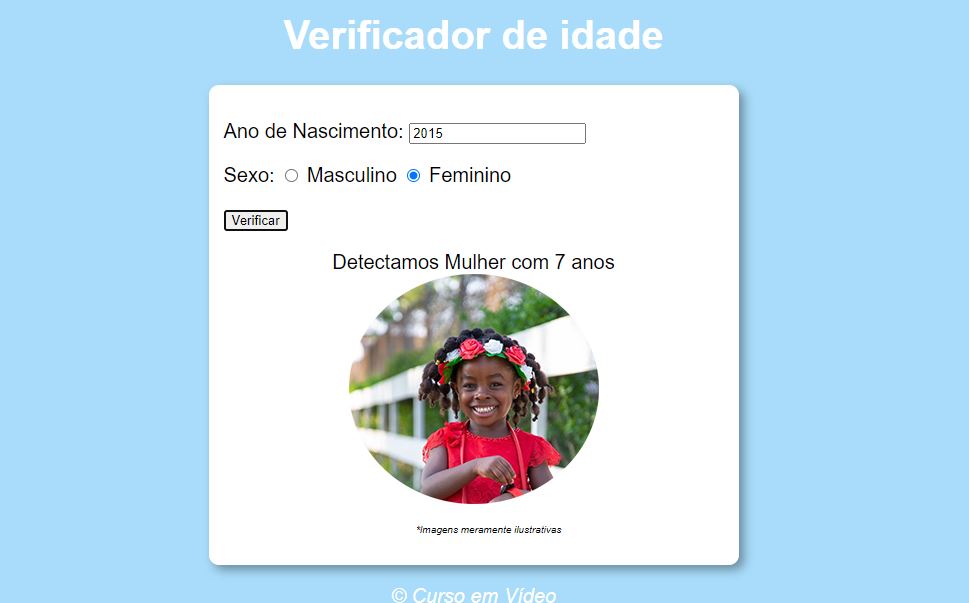 Verificador de idade
Ano de Nascimento: 2015
Sexo: Masculino Feminino
Verificar
Detectamos Mulher com 7 anos
*Imagens meramente ilustrativas
© Curso em Vídeo